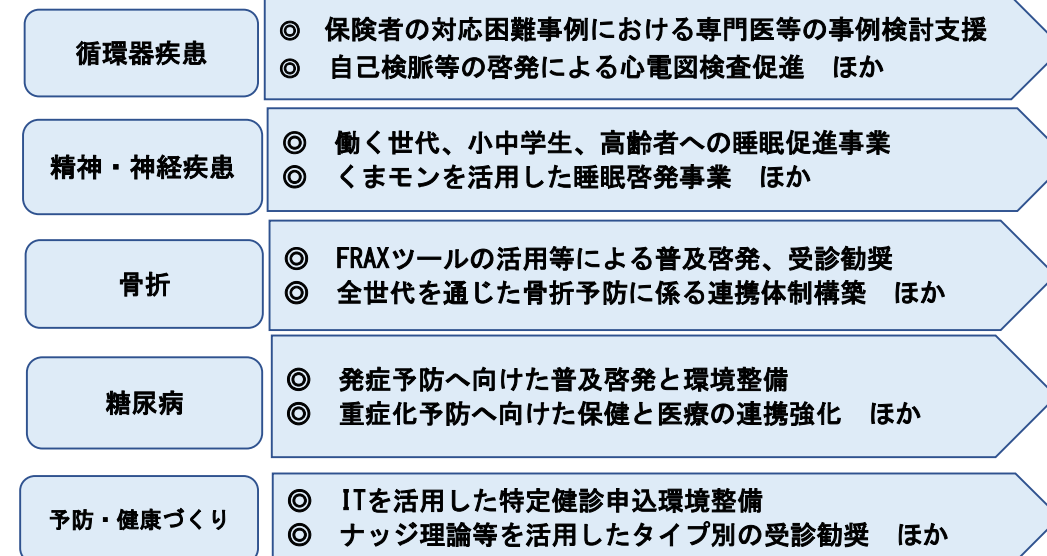 循環器疾患
◎　保険者の対応困難事例における専門医等の事例検討支援
◎　自己検脈等の啓発による心電図検査促進　ほか
精神・神経疾患
◎　働く世代、小中学生、高齢者への睡眠促進事業
◎　くまモンを活用した睡眠啓発事業　ほか
骨折
◎　FRAXツールの活用等による普及啓発、受診勧奨
◎　全世代を通じた骨折予防に係る連携体制構築　ほか
糖尿病
◎　発症予防へ向けた普及啓発と環境整備
◎　重症化予防へ向けた保健と医療の連携強化　ほか
予防・健康づくり
◎　ITを活用した特定健診申込環境整備
◎　ナッジ理論等を活用したタイプ別の受診勧奨　ほか